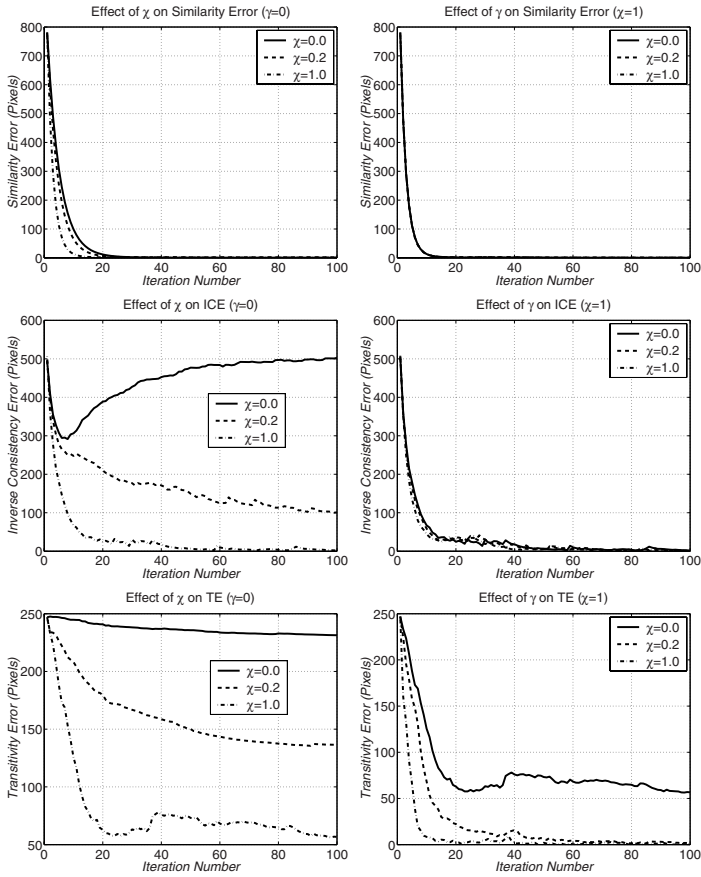 Effect of χ on Similarity Error (γ=0)
Similarity Error (Pixels)
800
700
600
500
400
300
200
100
0
0 20 40 60 80 100
Iteration Number
χ=0.0
χ=0.2
χ=1.0
Effect of γ on Similarity Error (χ=1)
Similarity Error (Pixels)
800
700
600
500
400
300
200
100
0
0 20 40 60 80 100
Iteration Number
χ=0.0
χ=0.2
χ=1.0
Effect of χ on ICE (γ=0)
Inverse Consistency Error (Pixels)
600
500
400
300
200
100
0
0 20 40 60 80 100
Iteration Number
χ=0.0
χ=0.2
χ=1.0
Effect of γ on ICE (χ=1)
Inverse Consistency Error (Pixels)
600
500
400
300
200
100
0
0 20 40 60 80 100
Iteration Number
χ=0.0
χ=0.2
χ=1.0
Effect of χ on TE (γ=0)
Transitivity Error (Pixels)
250
200
150
100
50
0 20 40 60 80 100
Iteration Number
χ=0.0
χ=0.2
χ=1.0
Effect of γ on TE (χ=1)
Transitivity Error (Pixels)
250
200
150
100
50
0
0 20 40 60 80 100
Iteration Number
χ=0.0
χ=0.2
χ=1.0